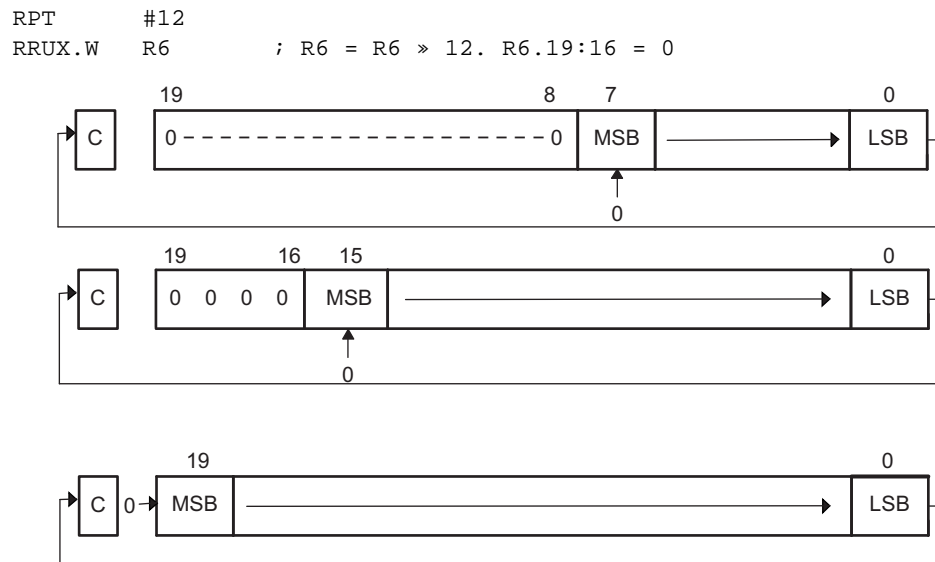 RPT #12
RRUX.W R6 ; R6 = R6 » 12. R6.19:16 = 0
19 8 7 0
C 0 0 MSB LSB
0
19 16 15 0
C 0 0 0 0 MSB LSB
0
19 0
C 0 MSB LSB